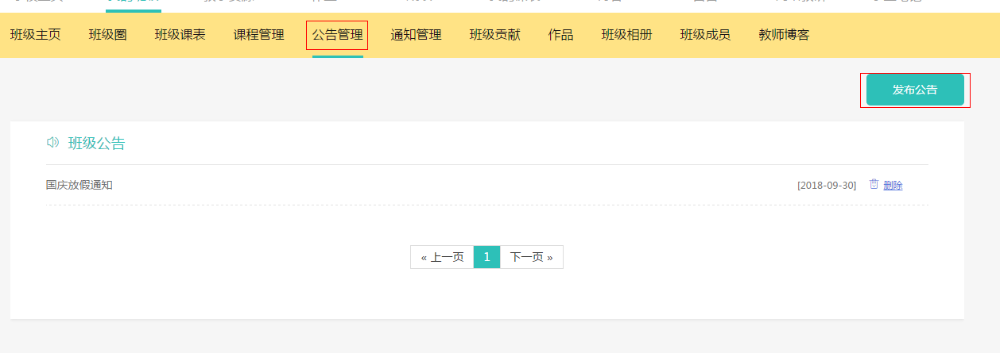 班级主页 班级圈 班级课表 课程管理 公告管理 通知管理 班级贡献 作品 班级相册 班级成员 教师博客
发布公告
班级公告
国庆放假通知 [2018-09-30] 删除
« 上一页 1 下一页 »